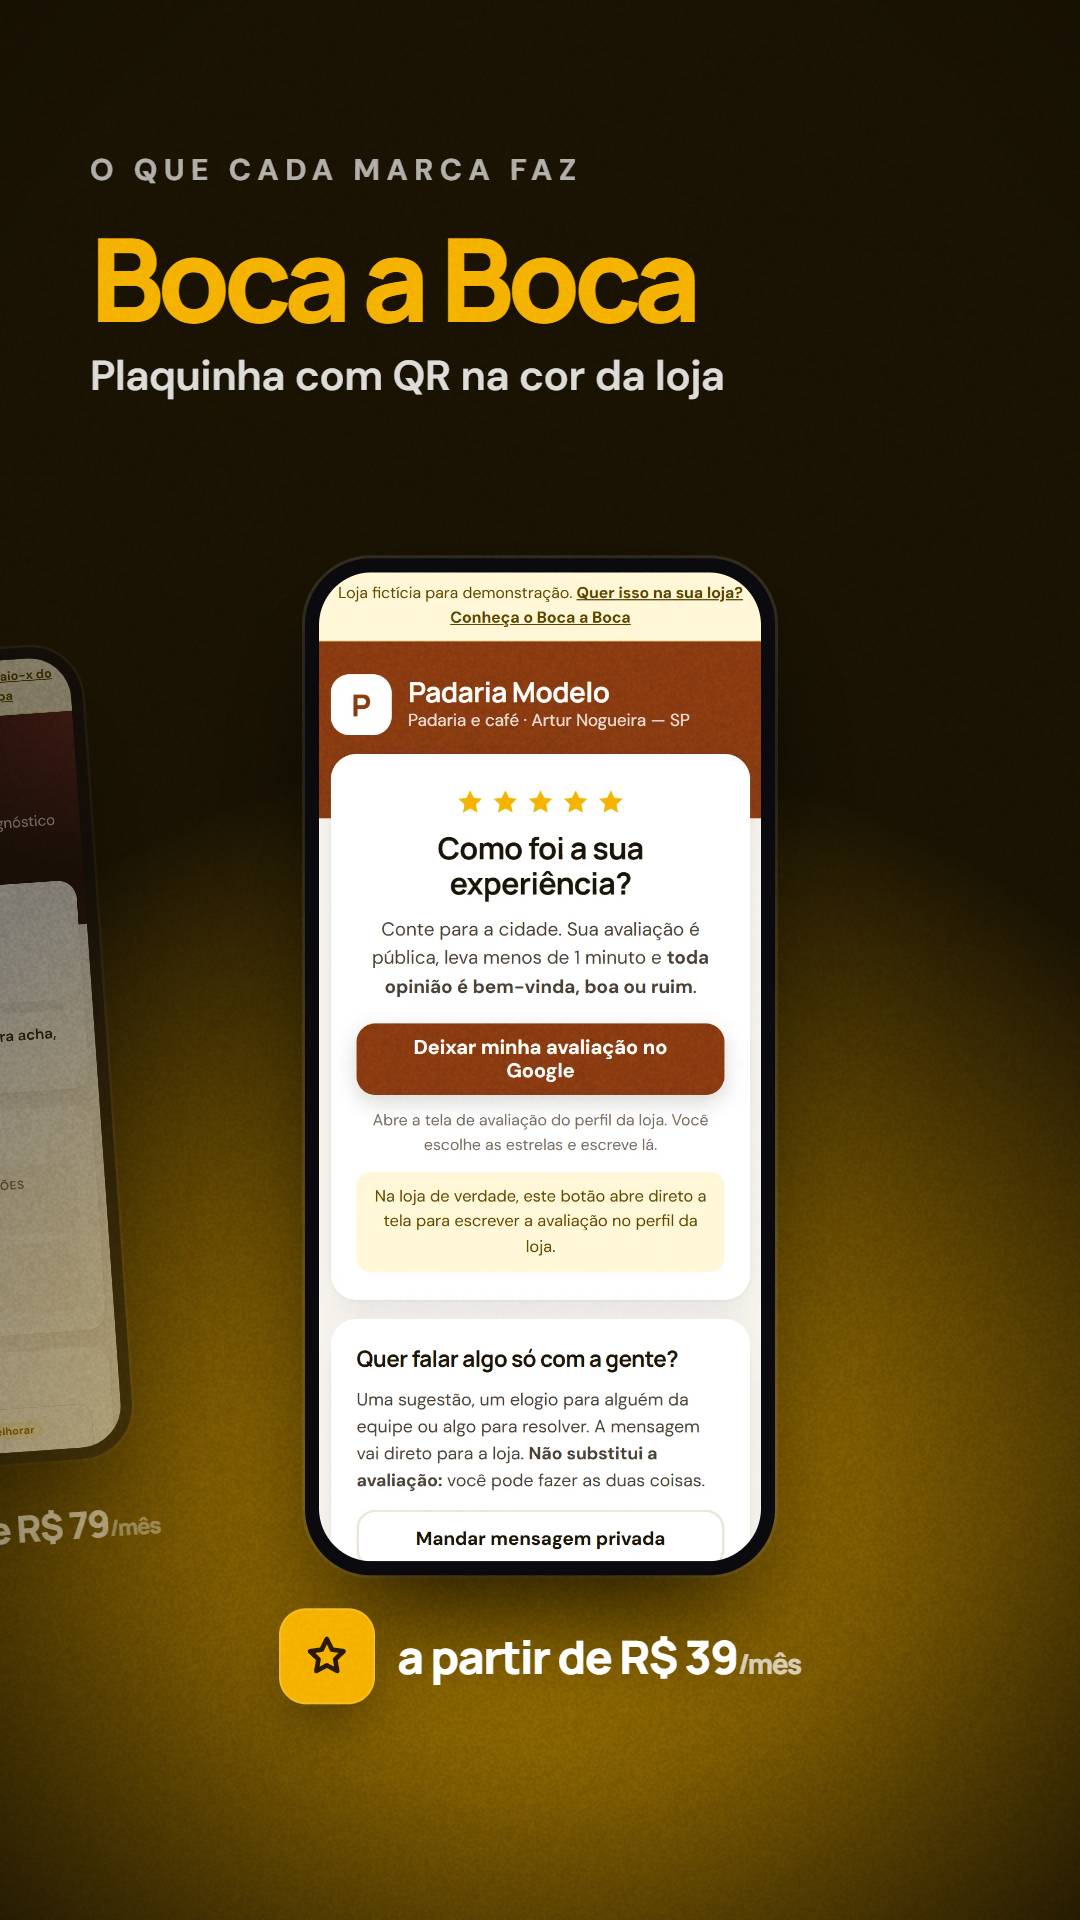 O QUE CADA MARCA FAZ
Boca a Boca
Plaquinha com QR na cor da loja
Loja fictícia para demonstração. Quer isso na sua loja?
Conheça o Boca a Boca
P
Padaria Modelo
Padaria e café · Artur Nogueira — SP
Como foi a sua
experiência?
Conte para a cidade. Sua avaliação é
pública, leva menos de 1 minuto e toda
opinião é bem-vinda, boa ou ruim.
Deixar minha avaliação no
Google
Abre a tela de avaliação do perfil da loja. Você
escolhe as estrelas e escreve lá.
Na loja de verdade, este botão abre direto a
tela para escrever a avaliação no perfil da
loja.
Quer falar algo só com a gente?
Uma sugestão, um elogio para alguém da
equipe ou algo para resolver. A mensagem
vai direto para a loja. Não substitui a
avaliação: você pode fazer as duas coisas.
Mandar mensagem privada
a partir de R$ 39/mês
do
acha,
R$ 79/mês